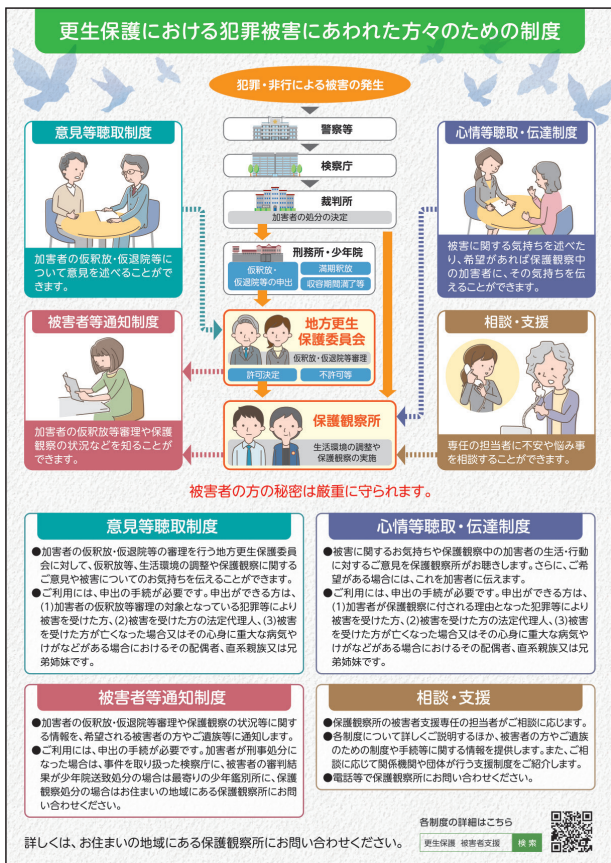 更生保護における犯罪被害にあわれた方々のための制度
犯罪・非行による被害の発生
警察等
検察庁
裁判所
加害者の処分の決定
刑務所・少年院
仮釈放・
仮退院等の申出
満期釈放
収容期間満了等
地方更生
保護委員会
仮釈放・仮退院等審理
許可決定
不許可等
保護観察所
生活環境の調整や
保護観察の実施
意見等聴取制度
加害者の仮釈放・仮退院等に
ついて意見を述べることがで
きます。
被害者等通知制度
加害者の仮釈放等審理や保護
観察の状況などを知ることが
できます。
心情等聴取・伝達制度
被害に関する気持ちを述べた
り、希望があれば保護観察中
の加害者に、その気持ちを伝
えることができます。
相談・支援
専任の担当者に不安や悩み事
を相談することができます。
被害者の方の秘密は厳重に守られます。
意見等聴取制度
●加害者の仮釈放・仮退院等の審理を行う地方更生保護委員
会に対して、仮釈放等、生活環境の調整や保護観察に関する
ご意見や被害についてのお気持ちを伝えることができます。
●ご利用には、申出の手続が必要です。申出ができる方は、
(1)加害者の仮釈放等審理の対象となっている犯罪等により
被害を受けた方、(2)被害を受けた方の法定代理人、(3)被害
を受けた方が亡くなった場合又はその心身に重大な病気や
けがなどがある場合におけるその配偶者、直系親族又は兄
弟姉妹です。
心情等聴取・伝達制度
●被害に関するお気持ちや保護観察中の加害者の生活・行動
に対するご意見を保護観察所がお聴きします。さらに、ご希
望がある場合には、これを加害者に伝えます。
●ご利用には、申出の手続が必要です。申出ができる方は、
(1)加害者が保護観察に付される理由となった犯罪等により
被害を受けた方、(2)被害を受けた方の法定代理人、(3)被害
を受けた方が亡くなった場合又はその心身に重大な病気や
けがなどがある場合におけるその配偶者、直系親族又は兄
弟姉妹です。
被害者等通知制度
●加害者の仮釈放・仮退院等審理や保護観察の状況等に関す
る情報を、希望される被害者の方やご遺族等に通知します。
●ご利用には、申出の手続が必要です。加害者が刑事処分に
なった場合は、事件を取り扱った検察庁に、被害者の審判結
果が少年院送致処分の場合は最寄りの少年鑑別所に、保護
観察処分の場合はお住まいの地域にある保護観察所にお問
い合わせください。
相談・支援
●保護観察所の被害者支援専任の担当者がご相談に応じます。
●各制度について詳しくご説明するほか、被害者の方やご遺族
のための制度や手続等に関する情報を提供します。また、ご相
談に応じて関係機関や団体が行う支援制度をご紹介します。
●電話等で保護観察所にお問い合わせください。
詳しくは、お住まいの地域にある保護観察所にお問い合わせください。
各制度の詳細はこちら
更生保護 被害者支援
検索